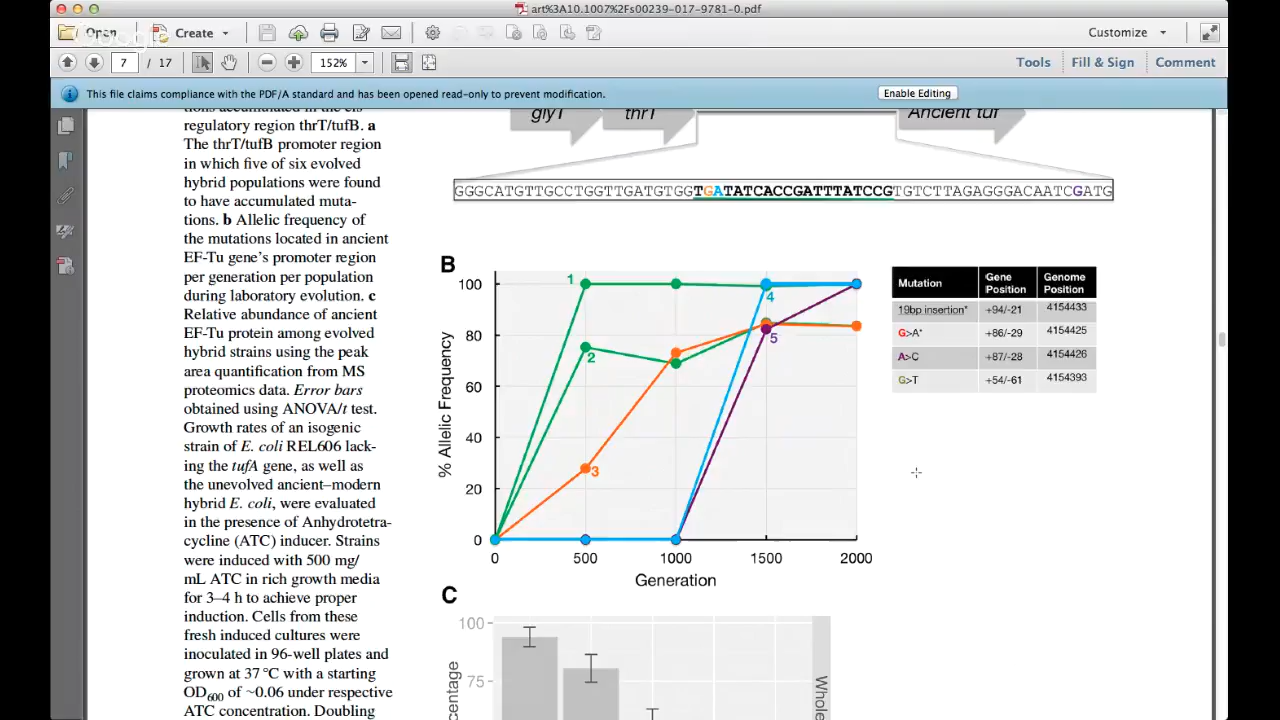 art%3A10.1007%2Fs00239-017-9781-0.pdf
Open Create Customize
Google
7 / 17 152% Tools Fill & Sign Comment
This file claims compliance with the PDF/A standard and has been opened read-only to prevent modification. Enable Editing
tions accumulated in the cis-
regulatory region thrT/tufB. a
The thrT/tufB promoter region
in which five of six evolved
hybrid populations were found
to have accumulated muta-
tions. b Allelic frequency of
the mutations located in ancient
EF-Tu gene's promoter region
per generation per population
during laboratory evolution. c
Relative abundance of ancient
EF-Tu protein among evolved
hybrid strains using the peak
area quantification from MS
proteomics data. Error bars
obtained using ANOVA/t test.
Growth rates of an isogenic
strain of E. coli REL606 lack-
ing the tufA gene, as well as
the unevolved ancient–modern
hybrid E. coli, were evaluated
in the presence of Anhydrotetra-
cycline (ATC) inducer. Strains
were induced with 500 mg/
mL ATC in rich growth media
for 3–4 h to achieve proper
induction. Cells from these
fresh induced cultures were
inoculated in 96-well plates and
grown at 37 °C with a starting
OD600 of ~0.06 under respective
ATC concentration. Doubling
glyT thrT Ancient tuf
GGGCATGTTGCCTGGTTGATGTGGTGATATCACCGATTTATCCGTGTCTTAGAGGGACAATCGATG
B
% Allelic Frequency
100
80
60
40
20
0
1
2
3
4
5
0 500 1000 1500 2000
Generation
Mutation Gene Position Genome Position
19bp insertion* +94/-21 4154433
G>A* +86/-29 4154425
A>C +87/-28 4154426
G>T +54/-61 4154393
C
100
75
centage
Whole